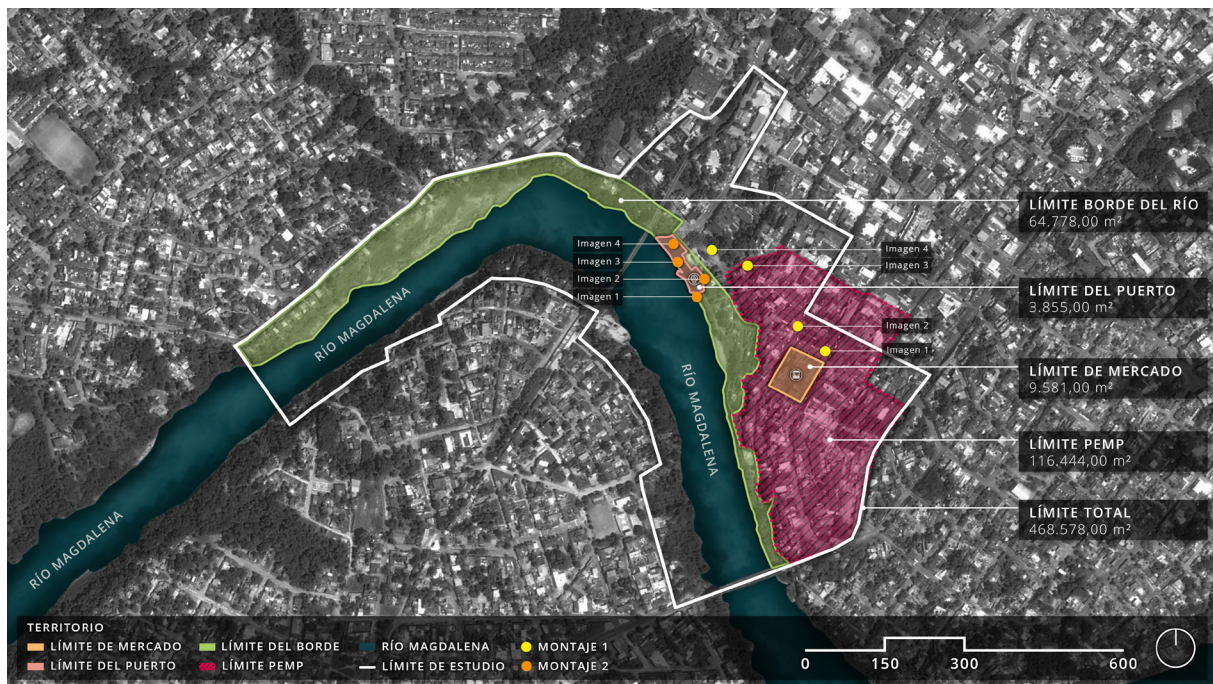 LÍMITE BORDE DEL RÍO
64.778,00 m²
Imagen 4
Imagen 3
Imagen 2
Imagen 1
Imagen 4
Imagen 3
Imagen 2
Imagen 1
LÍMITE DEL PUERTO
3.855,00 m²
LÍMITE DE MERCADO
9.581,00 m²
LÍMITE PEMP
116.444,00 m²
LÍMITE TOTAL
468.578,00 m²
RÍO MAGDALENA
RÍO MAGDALENA
RÍO MAGDALENA
TERRITORIO
LÍMITE DE MERCADO
LÍMITE DEL PUERTO
LÍMITE DEL BORDE
LÍMITE PEMP
RÍO MAGDALENA
LÍMITE DE ESTUDIO
MONTAJE 1
MONTAJE 2
0 150 300 600